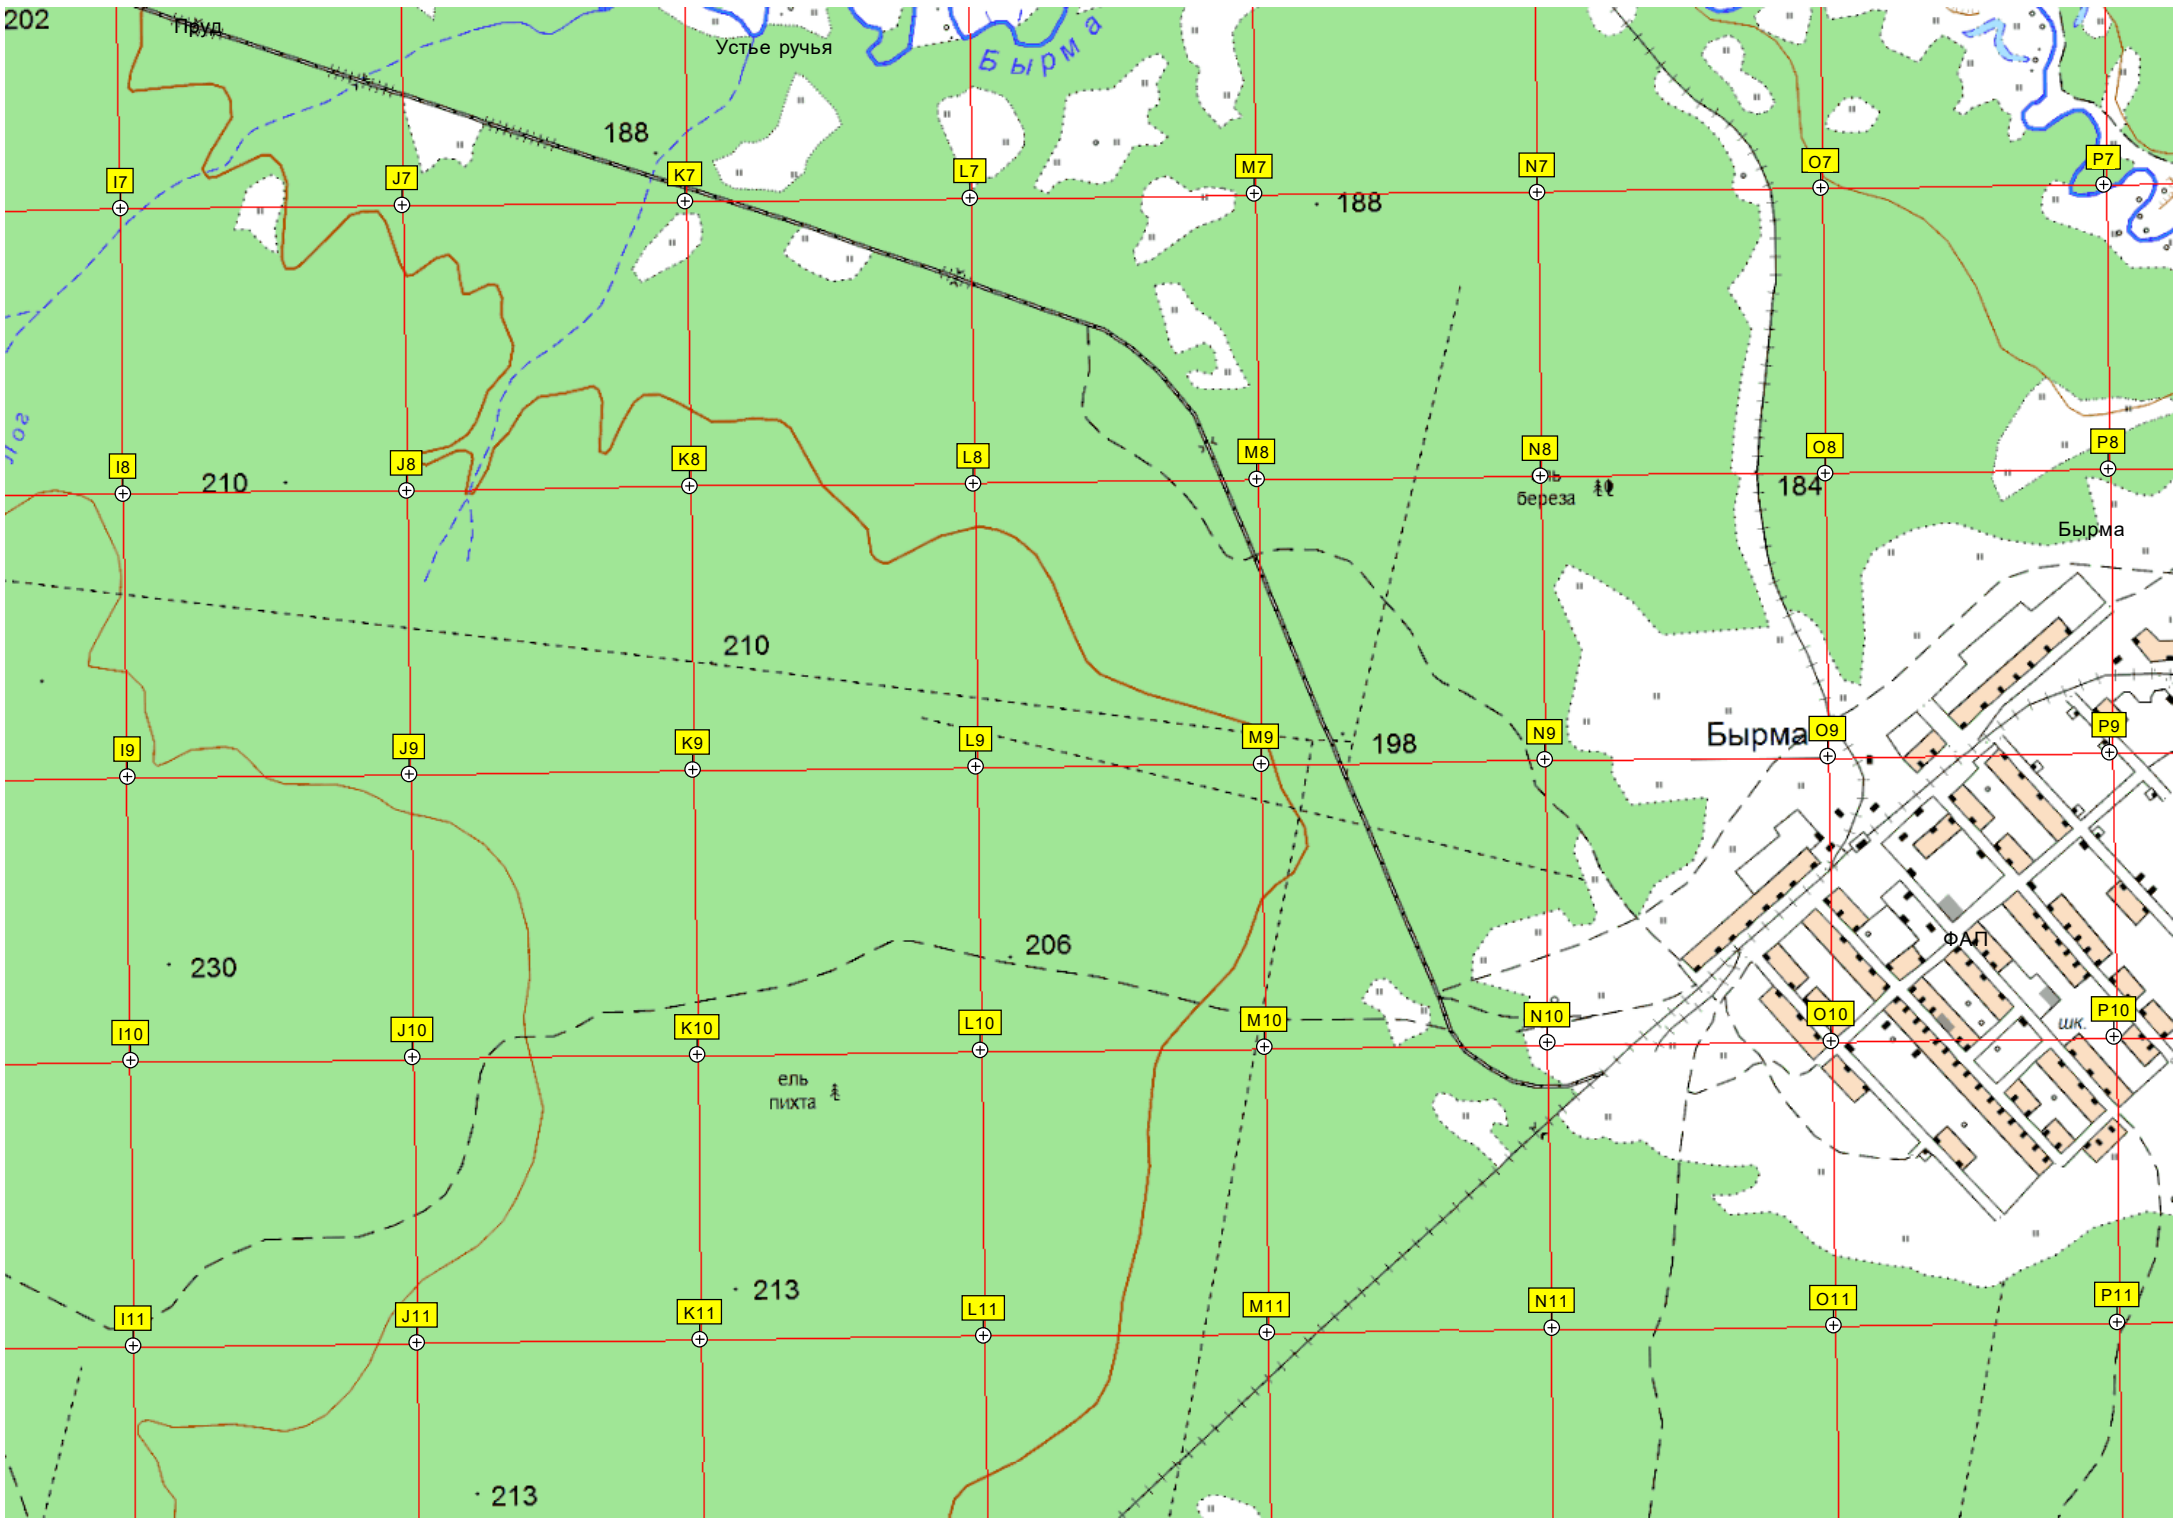 202
Пруд
Устье ручья
Бырма
188
I7
J7
K7
L7
M7
N7
O7
P7
188
лог
I8
J8
K8
L8
M8
N8
O8
P8
210
береза
184
Бырма
210
I9
J9
K9
L9
M9
198
N9
Бырма
O9
P9
230
206
ФАП
I10
J10
K10
L10
M10
N10
O10
P10
шк.
ель
пихта
213
I11
J11
K11
L11
M11
N11
O11
P11
213